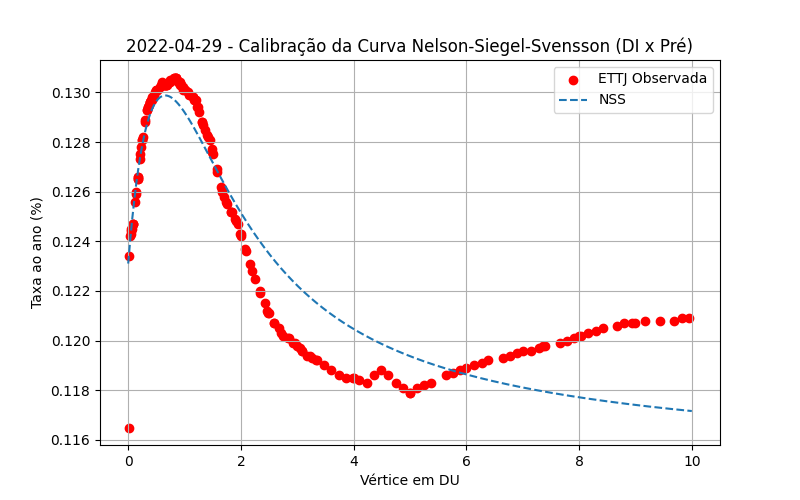 2022-04-29 - Calibração da Curva Nelson-Siegel-Svensson (DI x Pré)
ETTJ Observada
NSS
Taxa ao ano (%)
0.130
0.128
0.126
0.124
0.122
0.120
0.118
0.116
0 2 4 6 8 10
Vértice em DU